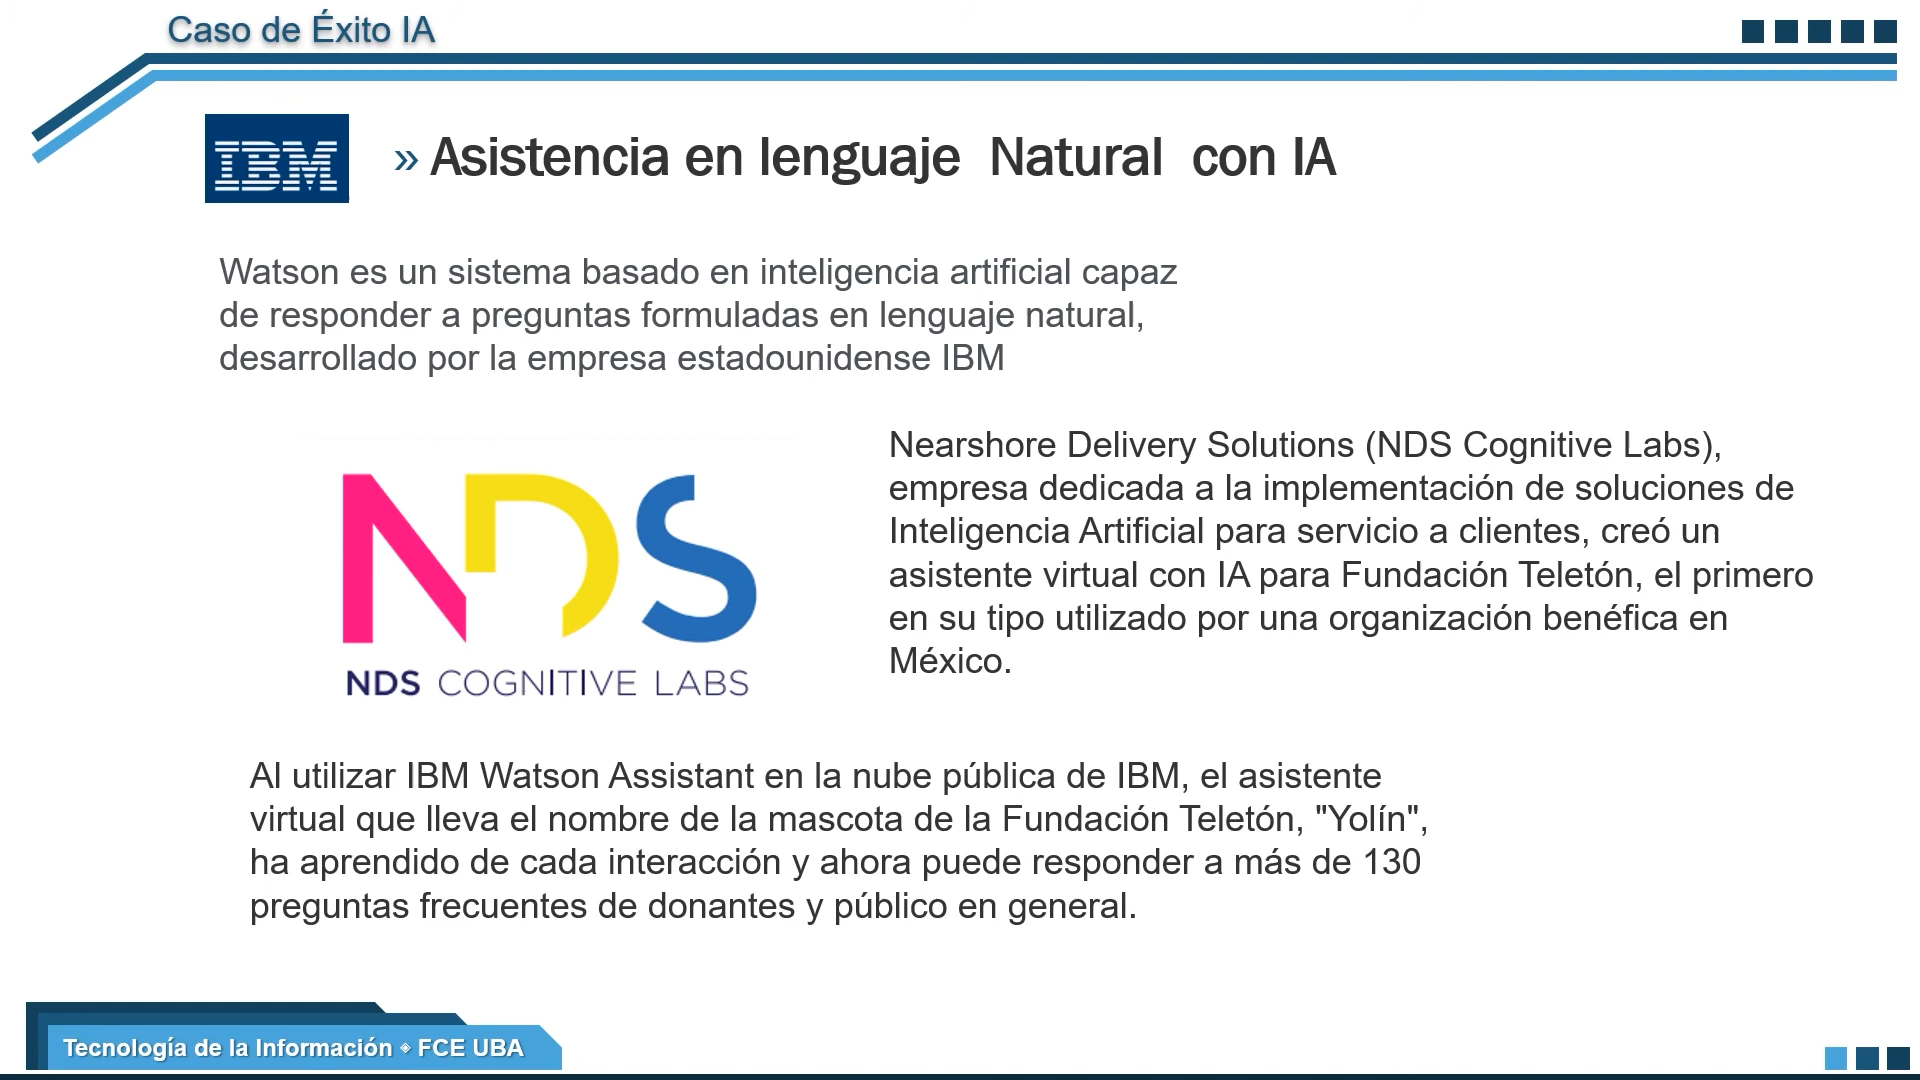 Caso de Éxito IA
IBM
» Asistencia en lenguaje Natural con IA
Watson es un sistema basado en inteligencia artificial capaz
de responder a preguntas formuladas en lenguaje natural,
desarrollado por la empresa estadounidense IBM
Nearshore Delivery Solutions (NDS Cognitive Labs),
empresa dedicada a la implementación de soluciones de
Inteligencia Artificial para servicio a clientes, creó un
asistente virtual con IA para Fundación Teletón, el primero
en su tipo utilizado por una organización benéfica en
México.
NDS
NDS COGNITIVE LABS
Al utilizar IBM Watson Assistant en la nube pública de IBM, el asistente
virtual que lleva el nombre de la mascota de la Fundación Teletón, "Yolín",
ha aprendido de cada interacción y ahora puede responder a más de 130
preguntas frecuentes de donantes y público en general.
Tecnología de la Información ◈ FCE UBA